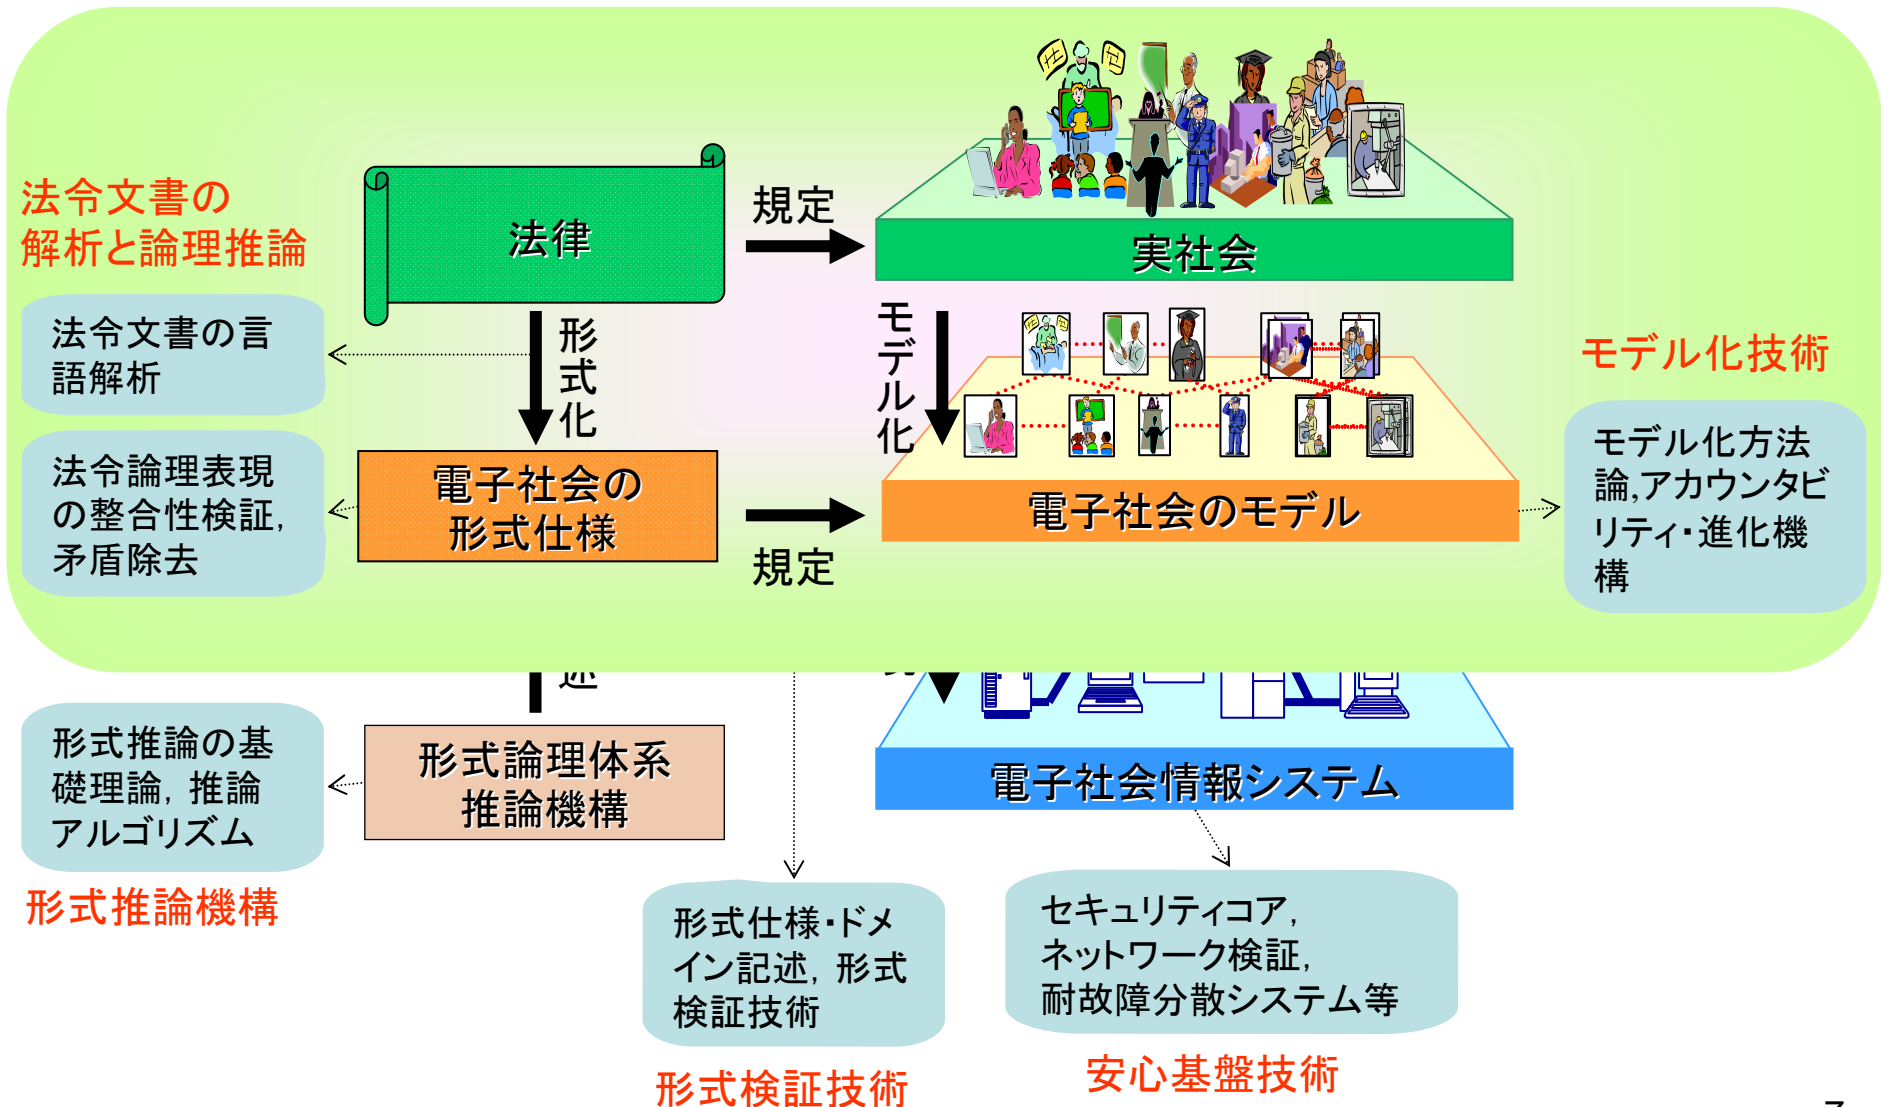 法令文書の
解析と論理推論
法律
規定
実社会
法令文書の言
語解析
形式化
モデル化
モデル化技術
法令論理表現
の整合性検証,
矛盾除去
電子社会の
形式仕様
規定
電子社会のモデル
モデル化方法
論,アカウンタビ
リティ・進化機
構
述
形式推論の基
礎理論, 推論
アルゴリズム
形式論理体系
推論機構
電子社会情報システム
形式推論機構
形式仕様・ドメ
イン記述, 形式
検証技術
セキュリティコア,
ネットワーク検証,
耐故障分散システム等
形式検証技術
安心基盤技術